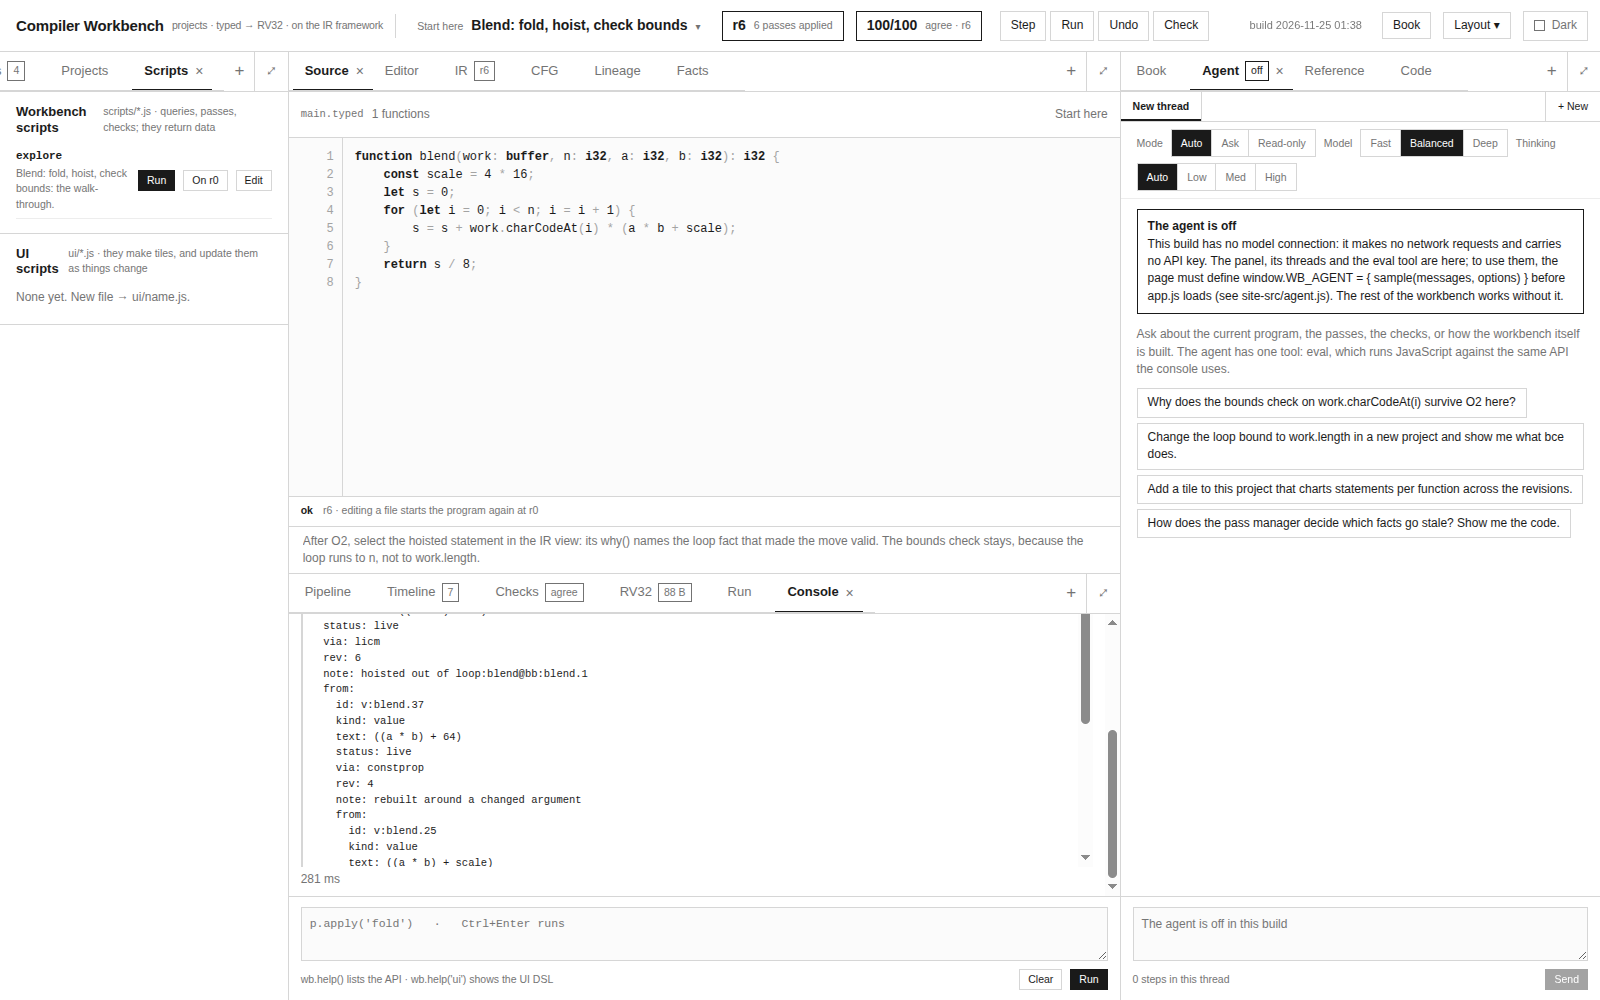 Compiler Workbench projects · typed → RV32 · on the IR framework Start here Blend: fold, hoist, check bounds ▾ r6 6 passes applied 100/100 agree · r6 Step Run Undo Check build 2026-11-25 01:38 Book Layout ▾ Dark
4 Projects Scripts × +
Workbench scripts
scripts/*.js · queries, passes, checks; they return data
explore
Blend: fold, hoist, check bounds: the walk-through.
Run On r0 Edit
UI scripts
ui/*.js · they make tiles, and update them as things change
None yet. New file → ui/name.js.
Source × Editor IR r6 CFG Lineage Facts +
main.typed 1 functions Start here
1 function blend(work: buffer, n: i32, a: i32, b: i32): i32 {
2 const scale = 4 * 16;
3 let s = 0;
4 for (let i = 0; i < n; i = i + 1) {
5 s = s + work.charCodeAt(i) * (a * b + scale);
6 }
7 return s / 8;
8 }
ok r6 · editing a file starts the program again at r0
After O2, select the hoisted statement in the IR view: its why() names the loop fact that made the move valid. The bounds check stays, because the
loop runs to n, not to work.length.
Pipeline Timeline 7 Checks agree RV32 88 B Run Console × +
status: live
via: licm
rev: 6
note: hoisted out of loop:blend@bb:blend.1
from:
id: v:blend.37
kind: value
text: ((a * b) + 64)
status: live
via: constprop
rev: 4
note: rebuilt around a changed argument
from:
id: v:blend.25
kind: value
text: ((a * b) + scale)
281 ms
p.apply('fold') · Ctrl+Enter runs
wb.help() lists the API · wb.help('ui') shows the UI DSL Clear Run
Book Agent off × Reference Code +
New thread + New
Mode Auto Ask Read-only Model Fast Balanced Deep Thinking
Auto Low Med High
The agent is off
This build has no model connection: it makes no network requests and carries
no API key. The panel, its threads and the eval tool are here; to use them, the
page must define window.WB_AGENT = { sample(messages, options) } before
app.js loads (see site-src/agent.js). The rest of the workbench works without it.
Ask about the current program, the passes, the checks, or how the workbench itself
is built. The agent has one tool: eval, which runs JavaScript against the same API
the console uses.
Why does the bounds check on work.charCodeAt(i) survive O2 here?
Change the loop bound to work.length in a new project and show me what bce
does.
Add a tile to this project that charts statements per function across the revisions.
How does the pass manager decide which facts go stale? Show me the code.
The agent is off in this build
0 steps in this thread Send